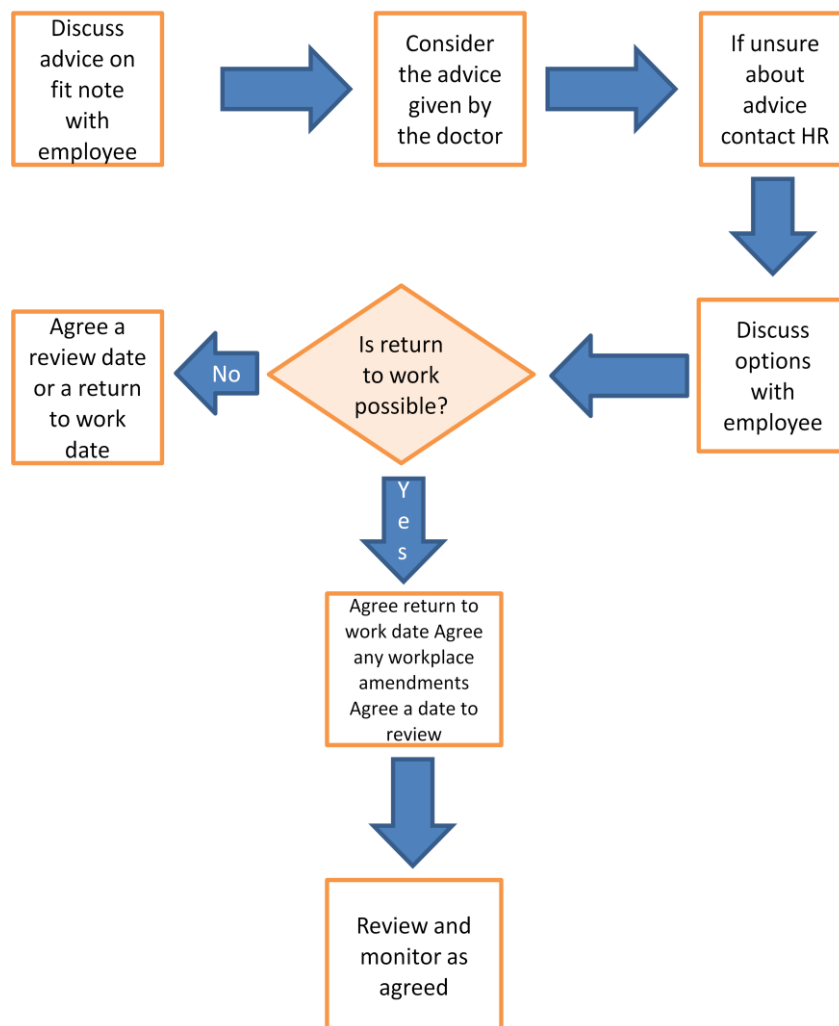 Discuss
advice on
fit note
with
employee
Consider
the advice
given by
the doctor
If unsure
about
advice
contact HR
Discuss
options
with
employee
Is return
to work
possible?
No
Agree a
review date
or a return
to work
date
Yes
Agree return to
work date Agree
any workplace
amendments
Agree a date to
review
Review and
monitor as
agreed